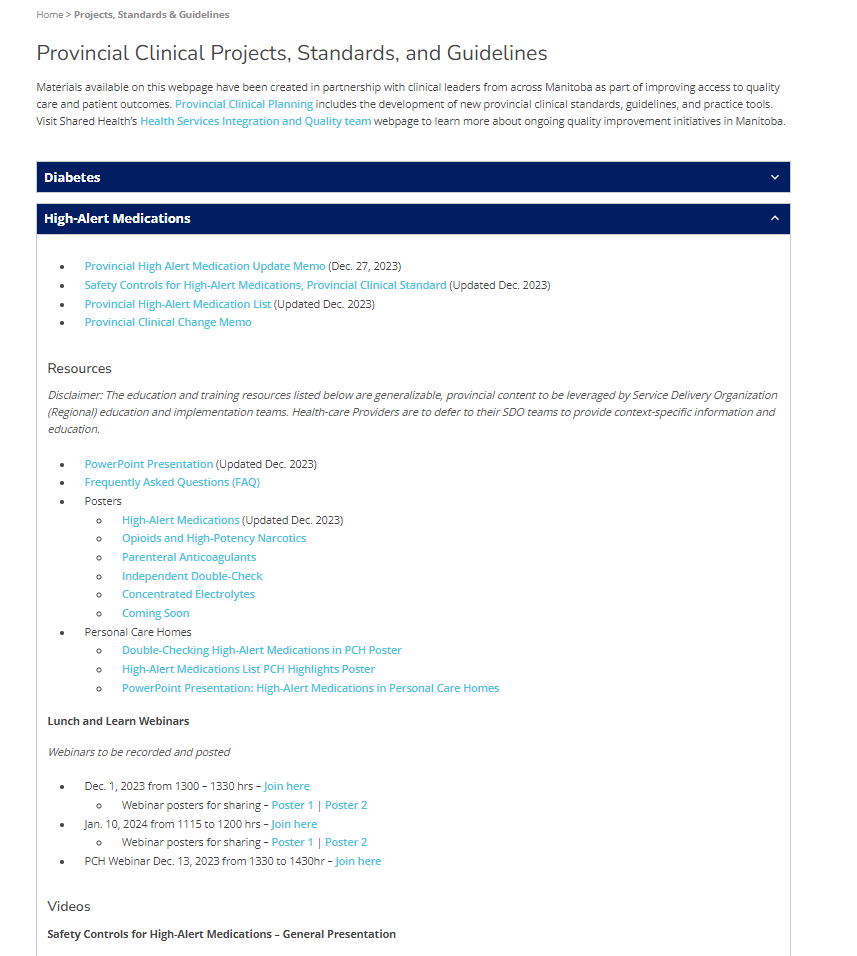 Home > Projects, Standards & Guidelines
Provincial Clinical Projects, Standards, and Guidelines
Materials available on this webpage have been created in partnership with clinical leaders from across Manitoba as part of improving access to quality
care and patient outcomes. Provincial Clinical Planning includes the development of new provincial clinical standards, guidelines, and practice tools.
Visit Shared Health's Health Services Integration and Quality team webpage to learn more about ongoing quality improvement initiatives in Manitoba.
Diabetes
High-Alert Medications
• Provincial High Alert Medication Update Memo (Dec. 27, 2023)
• Safety Controls for High-Alert Medications, Provincial Clinical Standard (Updated Dec. 2023)
• Provincial High-Alert Medication List (Updated Dec. 2023)
• Provincial Clinical Change Memo
Resources
Disclaimer: The education and training resources listed below are generalizable, provincial content to be leveraged by Service Delivery Organization
(Regional) education and implementation teams. Health-care Providers are to defer to their SDO teams to provide context-specific information and
education.
• PowerPoint Presentation (Updated Dec. 2023)
• Frequently Asked Questions (FAQ)
• Posters
○ High-Alert Medications (Updated Dec. 2023)
○ Opioids and High-Potency Narcotics
○ Parenteral Anticoagulants
○ Independent Double-Check
○ Concentrated Electrolytes
○ Coming Soon
• Personal Care Homes
○ Double-Checking High-Alert Medications in PCH Poster
○ High-Alert Medications List PCH Highlights Poster
○ PowerPoint Presentation: High-Alert Medications in Personal Care Homes
Lunch and Learn Webinars
Webinars to be recorded and posted
• Dec. 1, 2023 from 1300 – 1330 hrs – Join here
○ Webinar posters for sharing – Poster 1 | Poster 2
• Jan. 10, 2024 from 1115 to 1200 hrs – Join here
○ Webinar posters for sharing – Poster 1 | Poster 2
• PCH Webinar Dec. 13, 2023 from 1330 to 1430hr – Join here
Videos
Safety Controls for High-Alert Medications – General Presentation